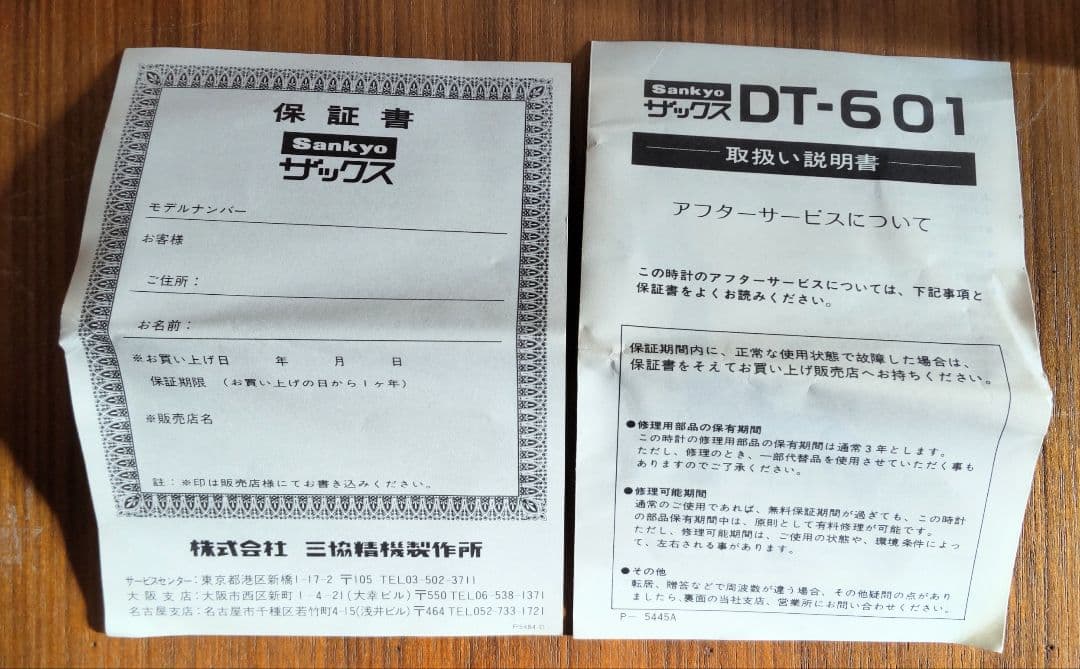 保証書
Sankyo
ザックス
モデルナンバー
お客様
ご住所：
お名前：
※お買い上げ日 年 月 日
保証期限 （お買い上げの日から1ヶ年）
※販売店名
註：※印は販売店様にてお書き込みください。
株式会社 三協精機製作所
サービスセンター：東京都港区新橋1-17-2 〒105 TEL03-502-3711
大阪支店：大阪市西区新町1-4-21(大幸ビル)〒550 TEL06-538-1371
名古屋支店：名古屋市千種区若竹町4-15(浅井ビル)〒464 TEL052-733-1721
Sankyo
ザックス DT-601
取扱い説明書
アフターサービスについて
この時計のアフターサービスについては、下記事項と
保証書をよくお読みください。
保証期間内に、正常な使用状態で故障した場合は、
保証書をそえてお買い上げ販売店へお持ちください。
●修理用部品の保有期間
この時計の修理用部品の保有期間は通常3年とします。
ただし、修理のとき、一部代替品を使用させていただく事も
ありますのでご了承ください。
●修理可能期間
通常のご使用であれば、無料保証期間が過ぎても、この時計
の部品保有期間中は、原則として有料修理が可能です。
ただし、修理可能期間は、ご使用の状態や、環境条件によっ
て、左右される事があります。
●その他
転居、贈答などで周波数が違う場合、その他疑問の点があり
ましたら、裏面の当社支店、営業所にお問い合わせください。
P- 5445A